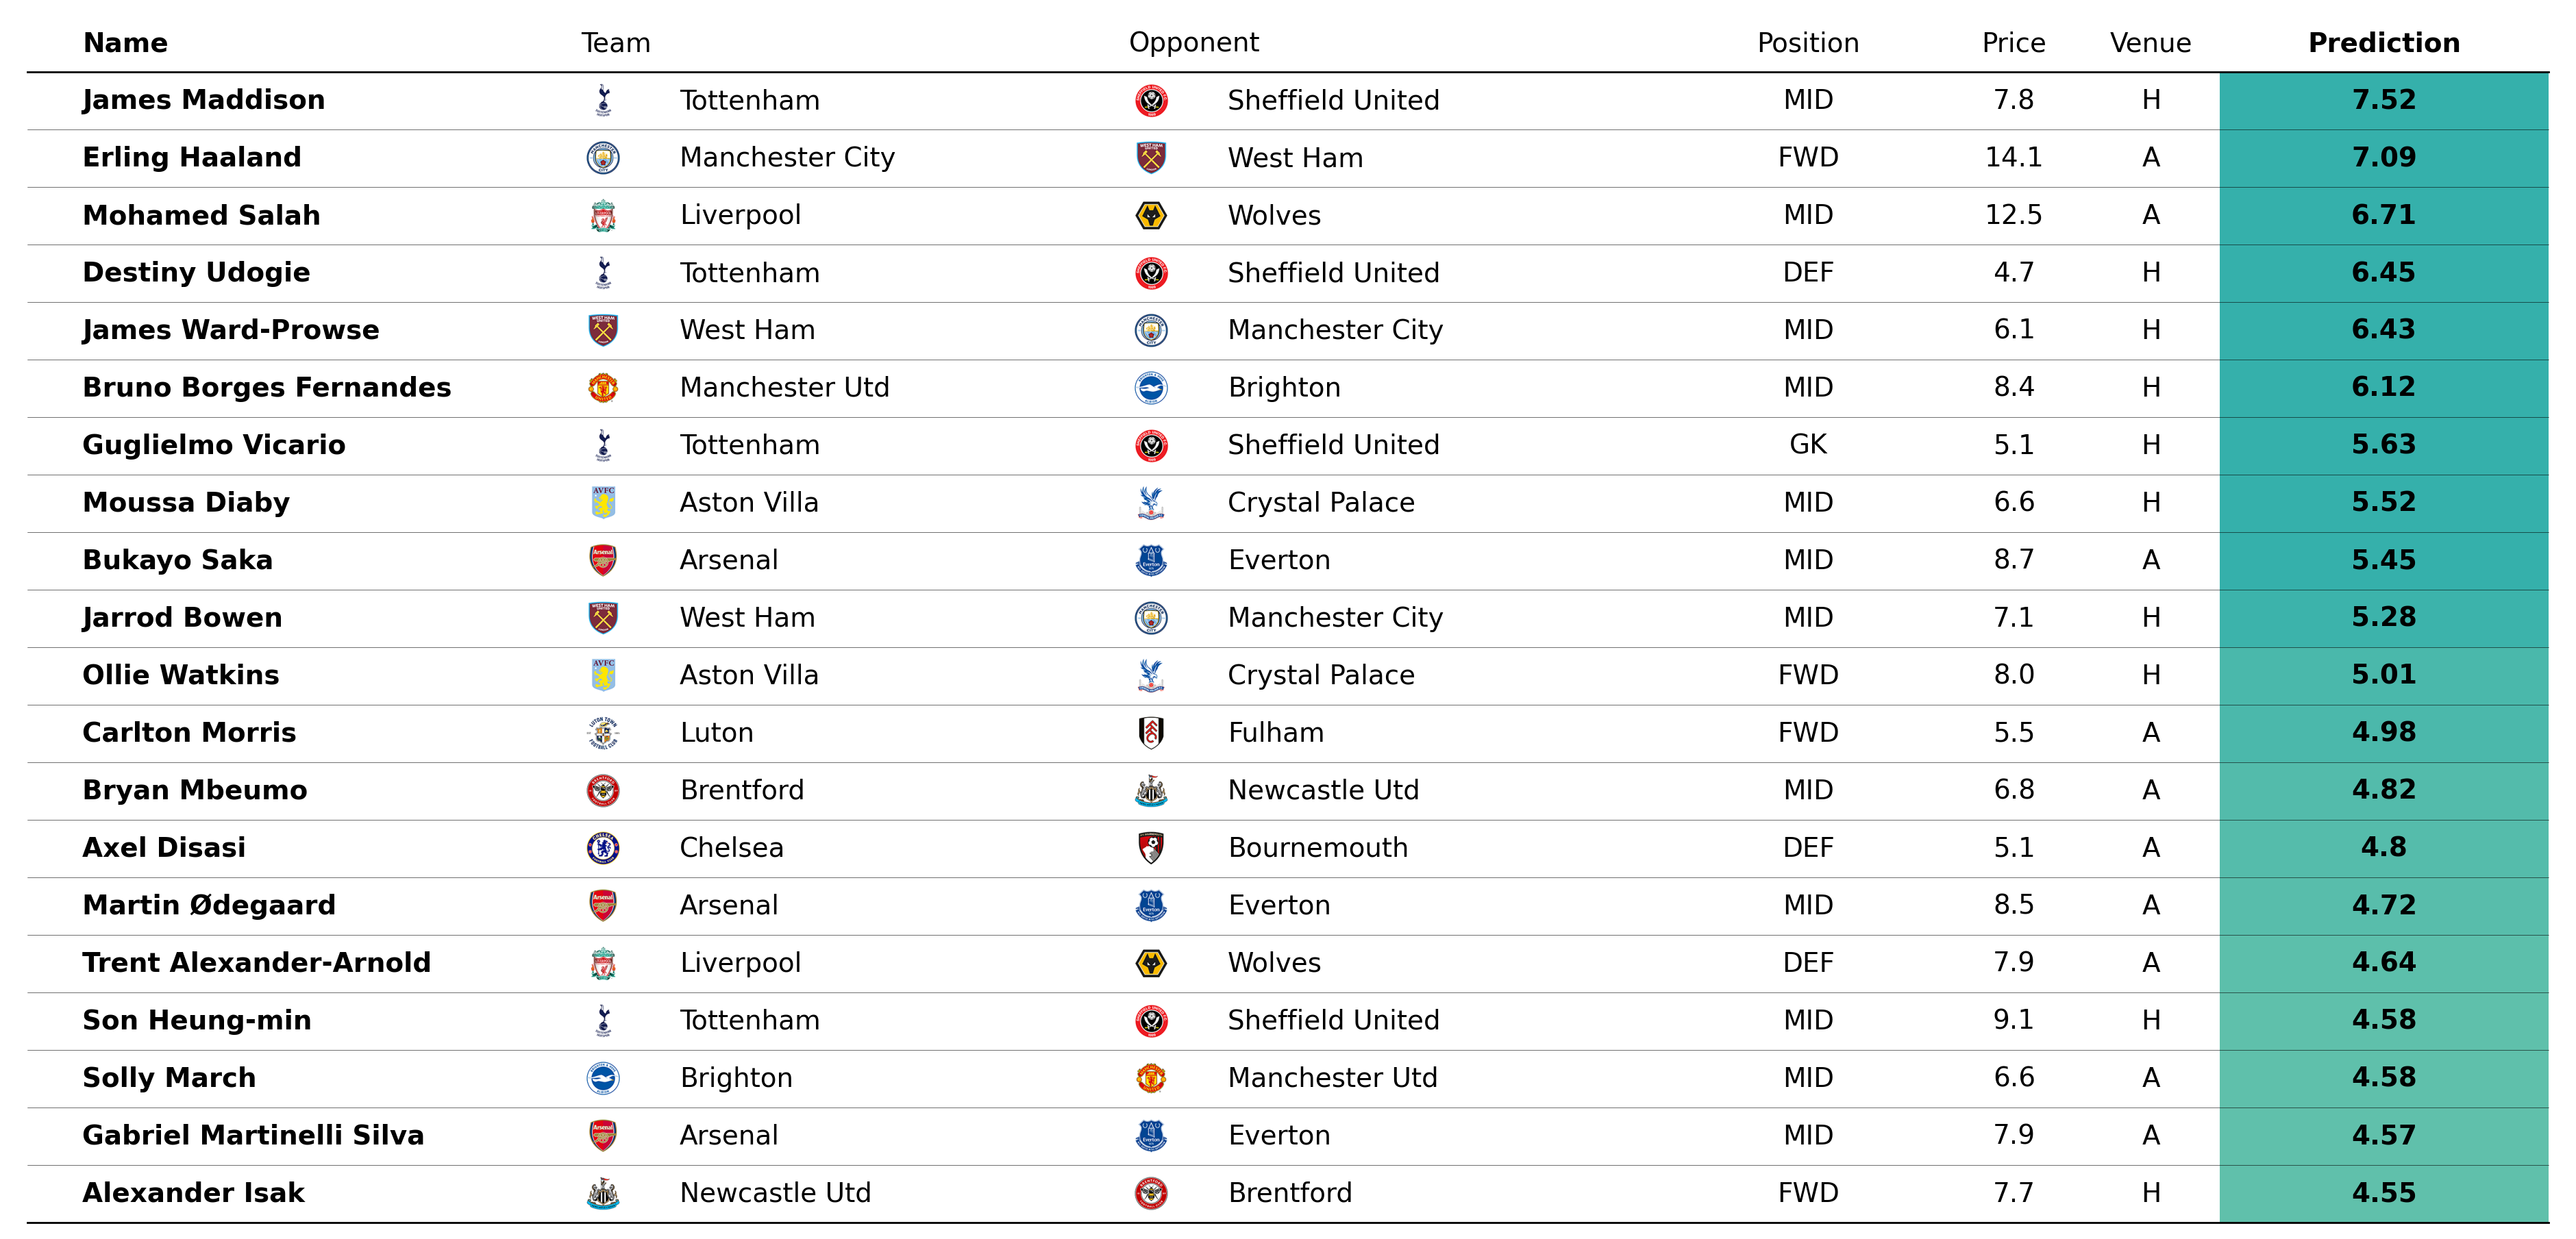 Name Team Opponent Position Price Venue Prediction
James Maddison Tottenham Sheffield United MID 7.8 H 7.52
Erling Haaland Manchester City West Ham FWD 14.1 A 7.09
Mohamed Salah Liverpool Wolves MID 12.5 A 6.71
Destiny Udogie Tottenham Sheffield United DEF 4.7 H 6.45
James Ward-Prowse West Ham Manchester City MID 6.1 H 6.43
Bruno Borges Fernandes Manchester Utd Brighton MID 8.4 H 6.12
Guglielmo Vicario Tottenham Sheffield United GK 5.1 H 5.63
Moussa Diaby Aston Villa Crystal Palace MID 6.6 H 5.52
Bukayo Saka Arsenal Everton MID 8.7 A 5.45
Jarrod Bowen West Ham Manchester City MID 7.1 H 5.28
Ollie Watkins Aston Villa Crystal Palace FWD 8.0 H 5.01
Carlton Morris Luton Fulham FWD 5.5 A 4.98
Bryan Mbeumo Brentford Newcastle Utd MID 6.8 A 4.82
Axel Disasi Chelsea Bournemouth DEF 5.1 A 4.8
Martin Ødegaard Arsenal Everton MID 8.5 A 4.72
Trent Alexander-Arnold Liverpool Wolves DEF 7.9 A 4.64
Son Heung-min Tottenham Sheffield United MID 9.1 H 4.58
Solly March Brighton Manchester Utd MID 6.6 A 4.58
Gabriel Martinelli Silva Arsenal Everton MID 7.9 A 4.57
Alexander Isak Newcastle Utd Brentford FWD 7.7 H 4.55